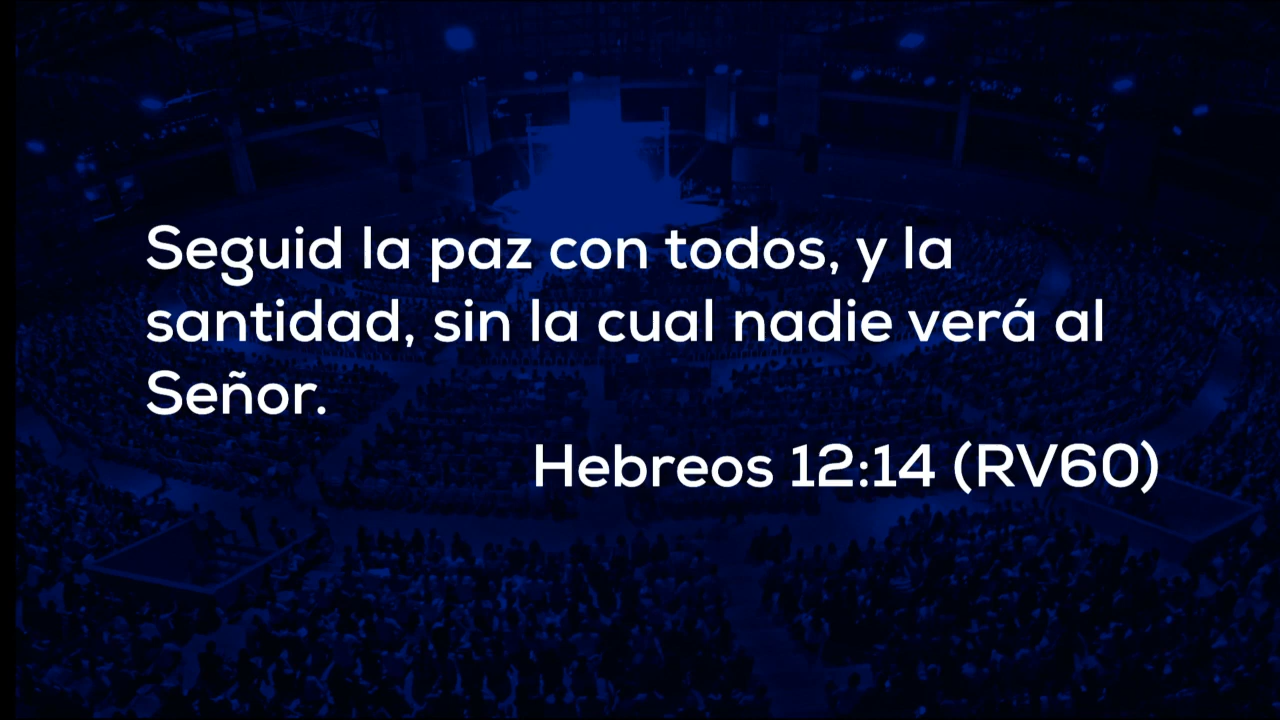 Seguid la paz con todos, y la
santidad, sin la cual nadie verá al
Señor.
Hebreos 12:14 (RV60)